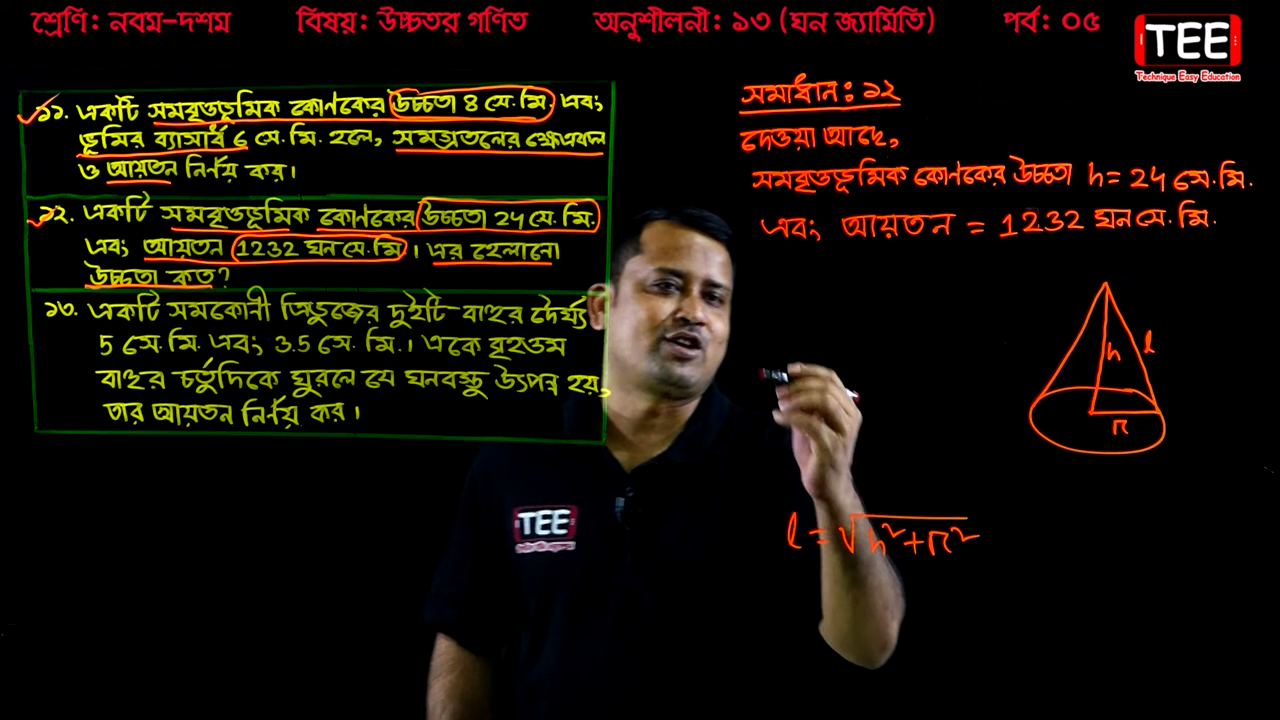 শ্রেণি: নবম-দশম বিষয়: উচ্চতর গণিত অনুশীলনী: ১৩ (ঘন জ্যামিতি) পর্ব: ০৫
TEE
Technique Easy Education
১১. একটি সমবৃত্তভূমিক কোণকের উচ্চতা ৪ সে.মি. এবং
ভূমির ব্যাসার্ধ ৬ সে.মি. হলে, সমগ্রতলের ক্ষেত্রফল
ও আয়তন নির্ণয় কর।
১২. একটি সমবৃত্তভূমিক কোণকের উচ্চতা 24 সে.মি.
এবং আয়তন 1232 ঘন সে.মি। এর হেলানো
উচ্চতা কত?
১৩. একটি সমকোনী ত্রিভুজের দুইটি বাহুর দৈর্ঘ্য
5 সে.মি. এবং 3.5 সে.মি.। একে বৃহত্তম
বাহুর চর্তুদিকে ঘুরলে যে ঘনবস্তু উৎপন্ন হয়,
তার আয়তন নির্ণয় কর।
সমাধান: ১২
দেওয়া আছে,
সমবৃত্তভূমিক কোণকের উচ্চতা h = 24 সে.মি.
এবং আয়তন = 1232 ঘন সে.মি.
h l
r
l = √h²+r²
TEE